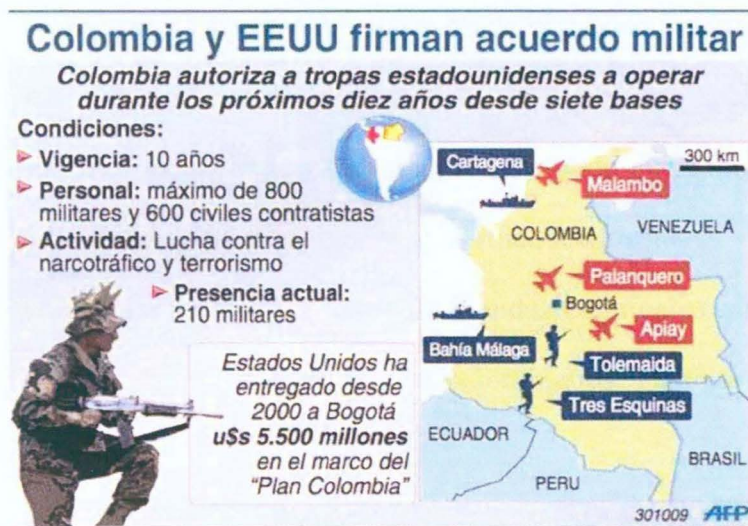 Colombia y EEUU firman acuerdo militar
Colombia autoriza a tropas estadounidenses a operar
durante los próximos diez años desde siete bases
Condiciones:
Vigencia: 10 años
Personal: máximo de 800
militares y 600 civiles contratistas
Actividad: Lucha contra el
narcotráfico y terrorismo
Presencia actual:
210 militares
Estados Unidos ha
entregado desde
2000 a Bogotá
u$s 5.500 millones
en el marco del
"Plan Colombia"
Cartagena
300 km
Malambo
COLOMBIA
VENEZUELA
Palanquero
Bogotá
Apiay
Bahía Málaga
Tolemaida
Tres Esquinas
ECUADOR
BRASIL
PERU
301009 AFP